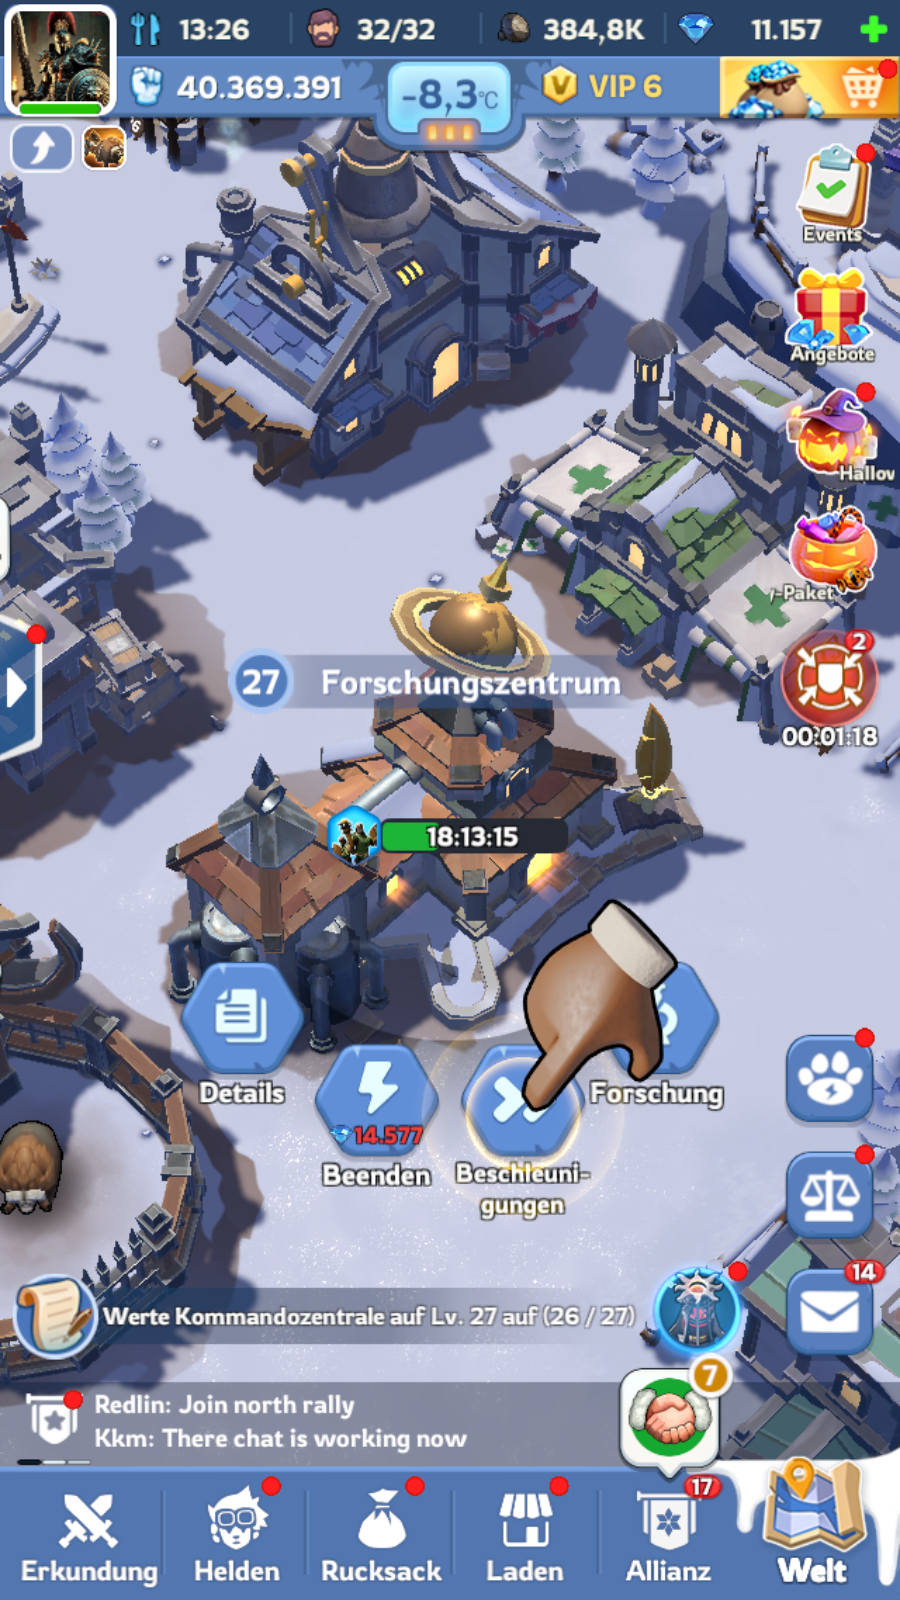 13:26
32/32
384,8K
11.157
40.369.391
-8,3°C
VIP 6
Events
Angebote
Hallov
-Paket
27 Forschungszentrum
2
00:01:18
18:13:15
Details
Forschung
14.577
Beenden
Beschleuni-
gungen
Werte Kommandozentrale auf Lv. 27 auf (26 / 27)
14
7
Redlin: Join north rally
Kkm: There chat is working now
17
Erkundung
Helden
Rucksack
Laden
Allianz
Welt